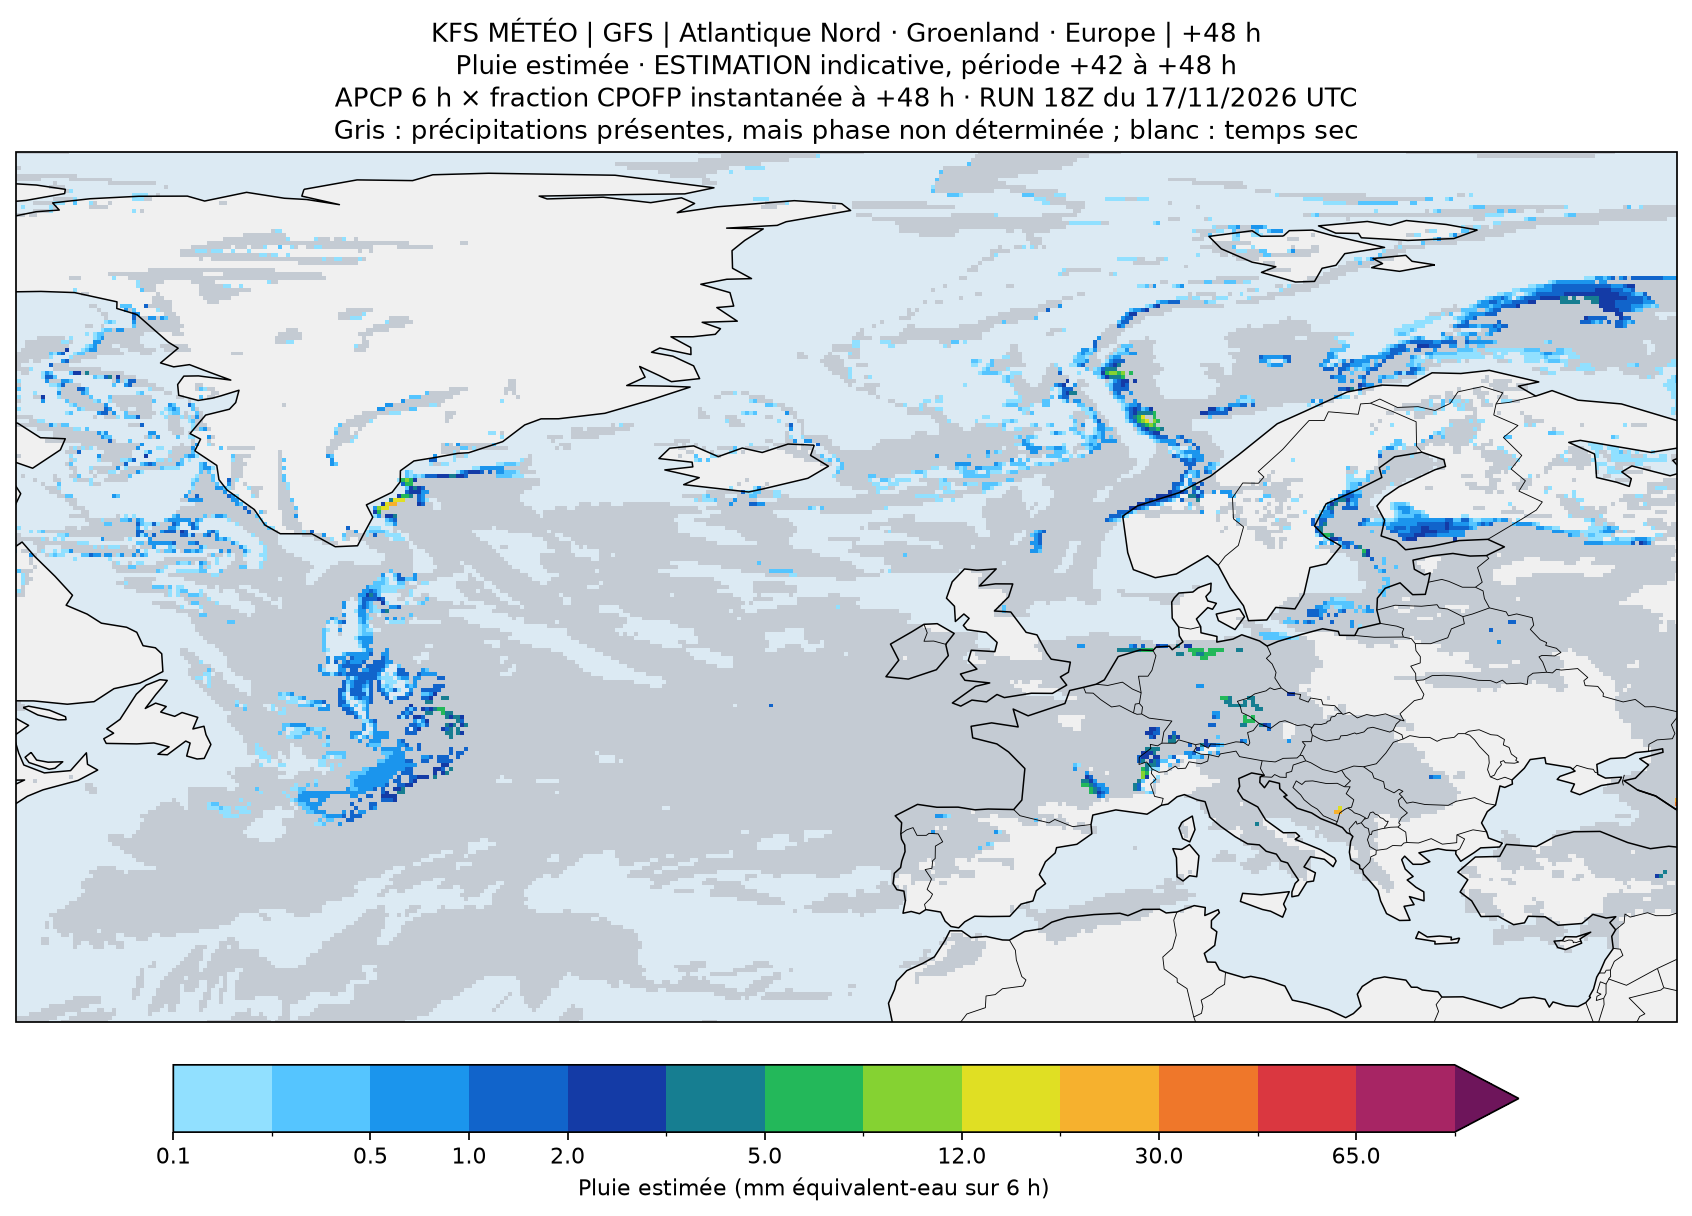 KFS MÉTÉO | GFS | Atlantique Nord · Groenland · Europe | +48 h
Pluie estimée · ESTIMATION indicative, période +42 à +48 h
APCP 6 h × fraction CPOFP instantanée à +48 h · RUN 18Z du 17/11/2026 UTC
Gris : précipitations présentes, mais phase non déterminée ; blanc : temps sec
0.1 0.5 1.0 2.0 5.0 12.0 30.0 65.0
Pluie estimée (mm équivalent-eau sur 6 h)